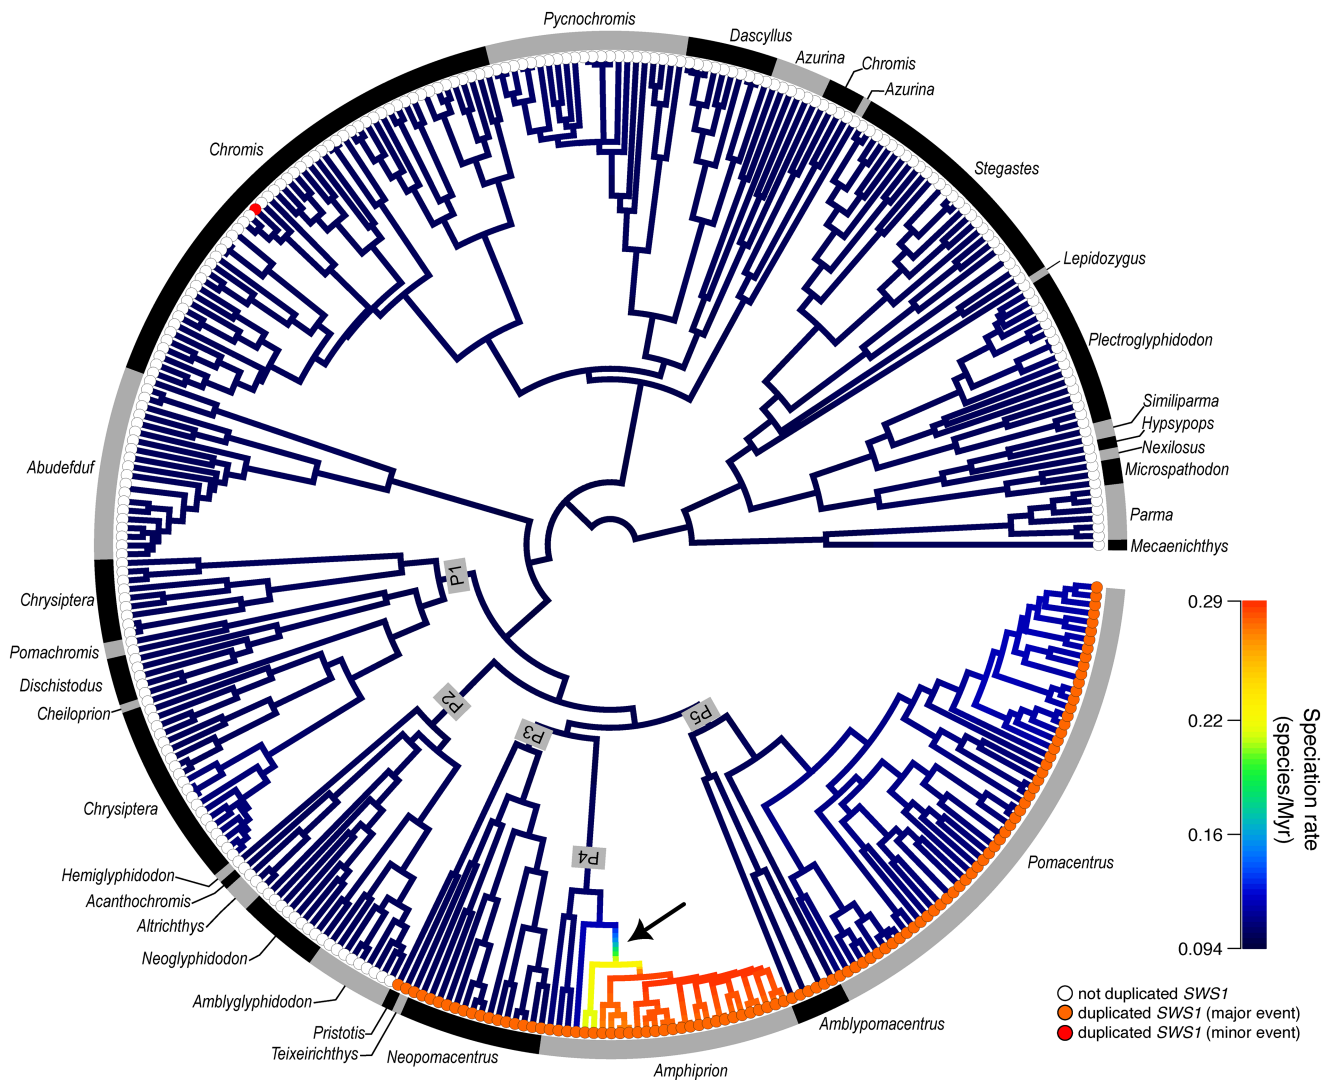 Pycnochromis
Dascyllus
Azurina
Chromis
Azurina
Chromis
Stegastes
Lepidozygus
Plectroglyphidodon
Similiparma
Hypsypops
Nexilosus
Microspathodon
Parma
Mecaenichthys
Abudefduf
Chrysiptera
Pomachromis
Dischistodus
Cheiloprion
Chrysiptera
Hemiglyphidodon
Acanthochromis
Altrichthys
Neoglyphidodon
Amblyglyphidodon
Pristotis
Teixeirichthys
Neopomacentrus
Amphiprion
Amblypomacentrus
Pomacentrus
P1
P2
P3
P4
P5
0.29
0.22
0.16
0.094
Speciation rate
(species/Myr)
not duplicated SWS1
duplicated SWS1 (major event)
duplicated SWS1 (minor event)